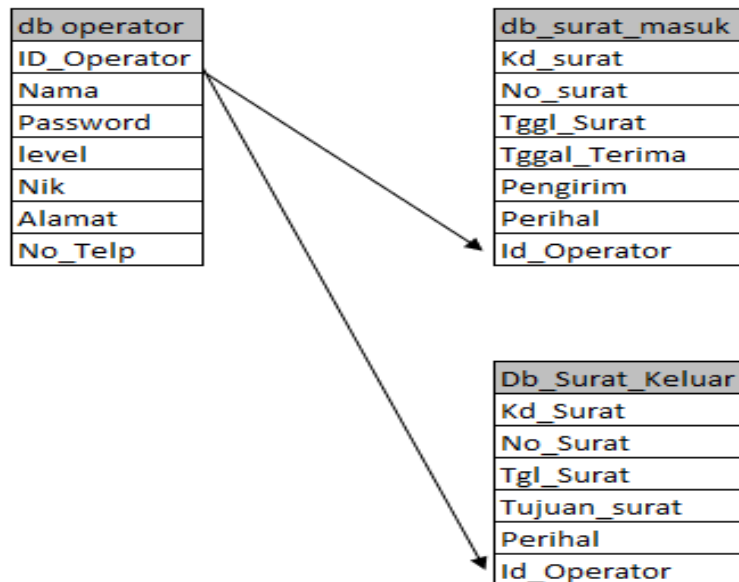 db operator
ID_Operator
Nama
Password
level
Nik
Alamat
No_Telp
db_surat_masuk
Kd_surat
No_surat
Tggl_Surat
Tggal_Terima
Pengirim
Perihal
Id_Operator
Db_Surat_Keluar
Kd_Surat
No_Surat
Tgl_Surat
Tujuan_surat
Perihal
Id_Operator